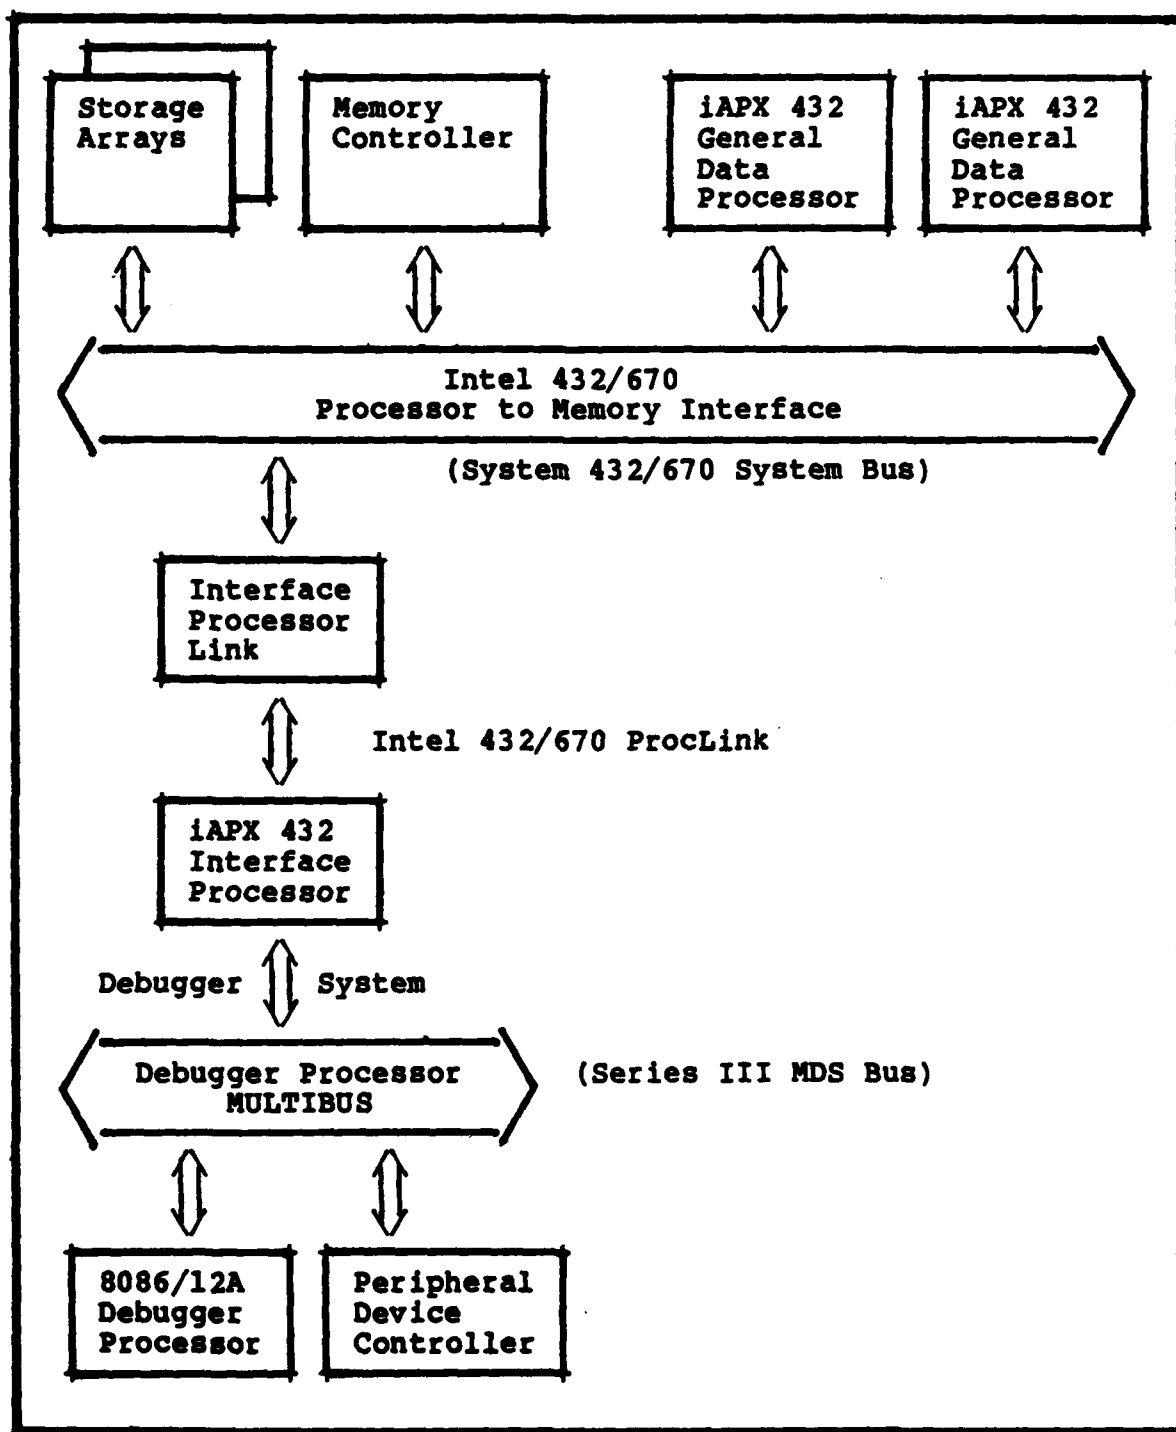 Storage
Arrays
Memory
Controller
iAPX 432
General
Data
Processor
iAPX 432
General
Data
Processor
Intel 432/670
Processor to Memory Interface
(System 432/670 System Bus)
Interface
Processor
Link
Intel 432/670 ProcLink
iAPX 432
Interface
Processor
Debugger System
Debugger Processor
MULTIBUS
(Series III MDS Bus)
8086/12A
Debugger
Processor
Peripheral
Device
Controller